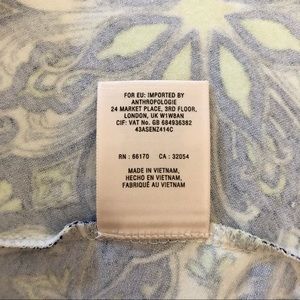 FOR EU: IMPORTED BY
ANTHROPOLOGIE
24 MARKET PLACE, 3RD FLOOR,
LONDON, UK W1W8AN
CIF: VAT No. GB 684936382
43ASENZ414C
RN : 66170 CA : 32054
MADE IN VIETNAM,
HECHO EN VIETNAM,
FABRIQUÉ AU VIETNAM